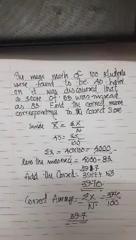 The mean mark of 100 students
were found to be 40 later
on it was discovered that
a score of 53 was misread
as 83. Find the correct mean
corresponding to the correct score
X̄ = ΣX / N
40 = ΣX / 100
ΣX = 40×100 = 4000
less the incorrect = 4000 - 83
3917
Add the correct = 3917 + 53
3970
Correct Average = ΣX / N = 3970 / 100
39.7